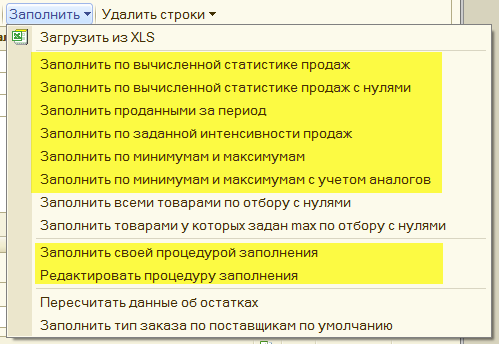 Заполнить Удалить строки
Загрузить из XLS
Заполнить по вычисленной статистике продаж
Заполнить по вычисленной статистике продаж с нулями
Заполнить проданными за период
Заполнить по заданной интенсивности продаж
Заполнить по минимумам и максимумам
Заполнить по минимумам и максимумам с учетом аналогов
Заполнить всеми товарами по отбору с нулями
Заполнить товарами у которых задан max по отбору с нулями
Заполнить своей процедурой заполнения
Редактировать процедуру заполнения
Пересчитать данные об остатках
Заполнить тип заказа по поставщикам по умолчанию